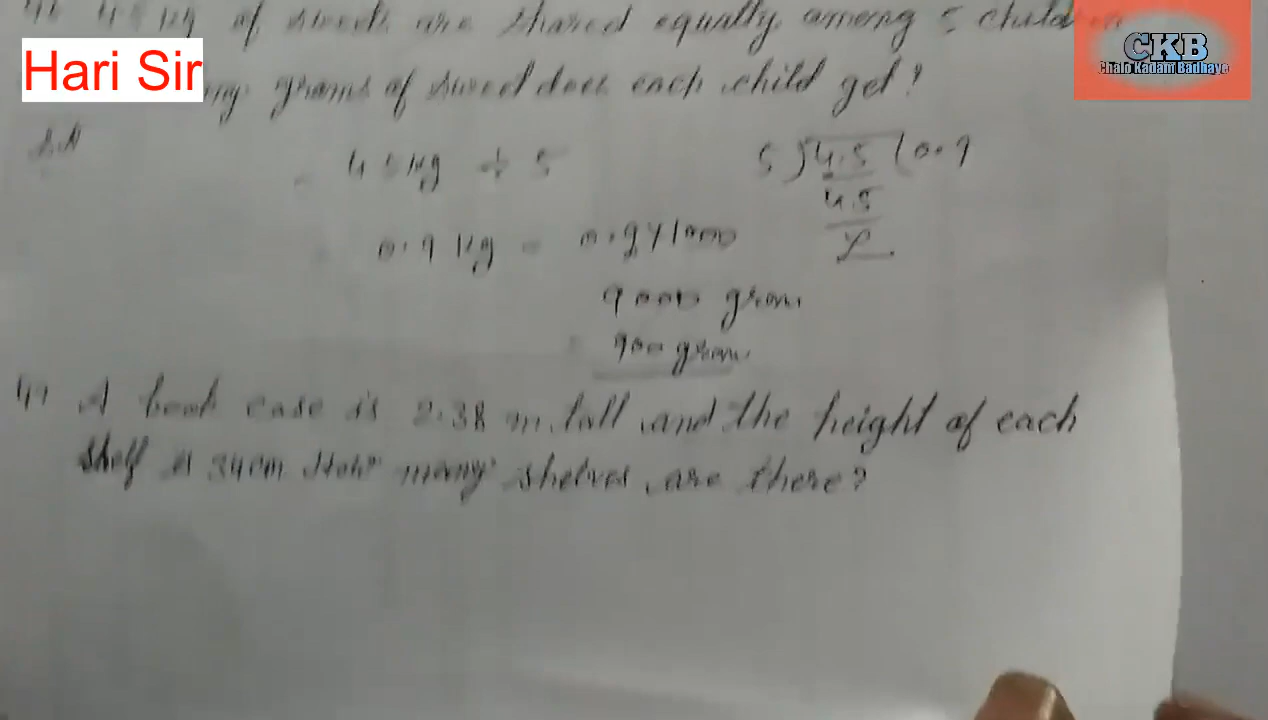 of sweets are shared equally among 5 children
Hari Sir
CKB
Chalo Kadam Badhaye
grams of sweet does each child get?
4.5 kg ÷ 5
5)4.5(0.9
4.5
0.9 kg = 0.9×1000
9000 gram
900 gram
A book case is 2.38 m tall and the height of each
shelf is 34cm How many shelves are there?